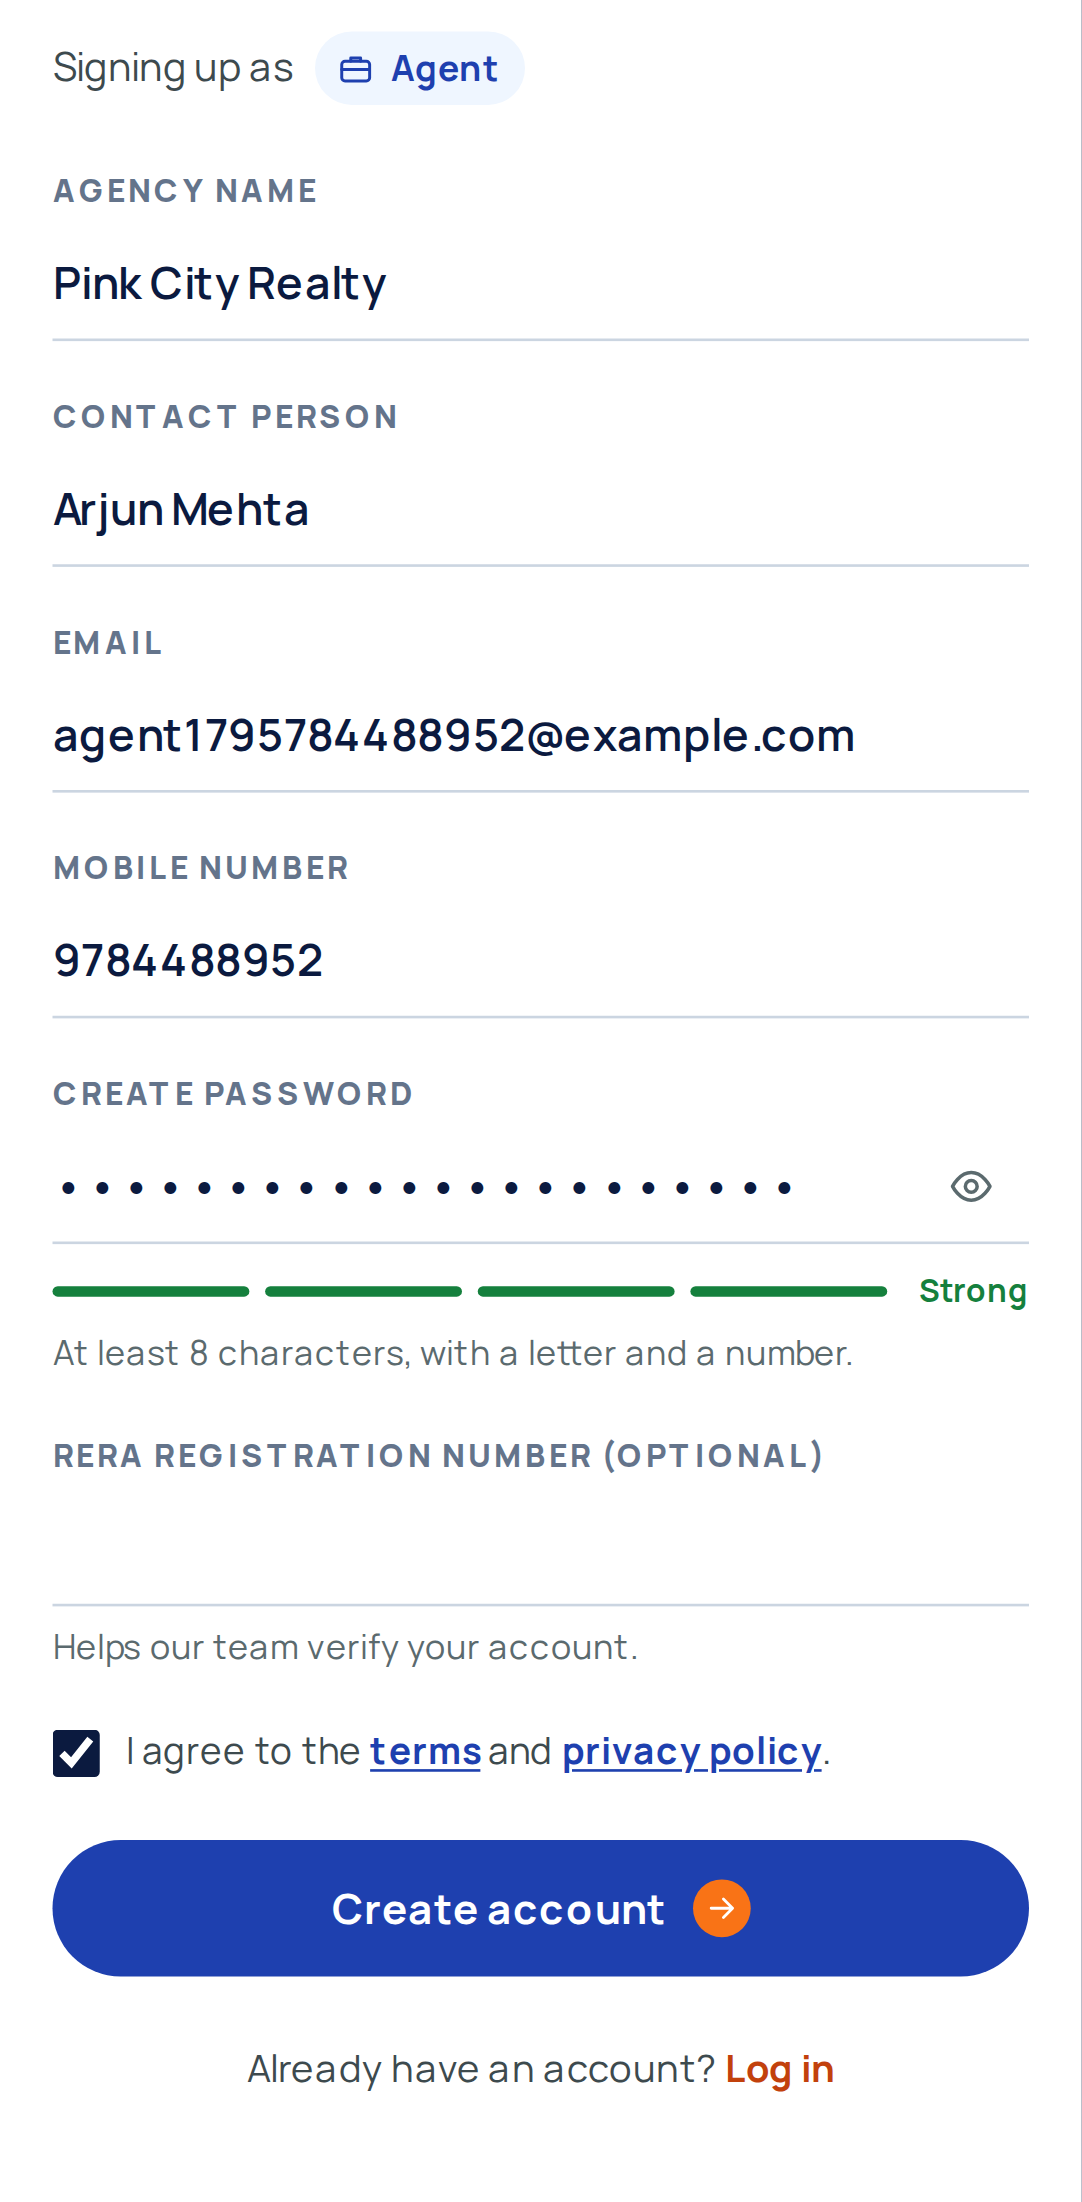 Signing up as Agent
AGENCY NAME
Pink City Realty
CONTACT PERSON
Arjun Mehta
EMAIL
agent1795784488952@example.com
MOBILE NUMBER
9784488952
CREATE PASSWORD
••••••••••••••••••••••
Strong
At least 8 characters, with a letter and a number.
RERA REGISTRATION NUMBER (OPTIONAL)
Helps our team verify your account.
I agree to the terms and privacy policy.
Create account
Already have an account? Log in